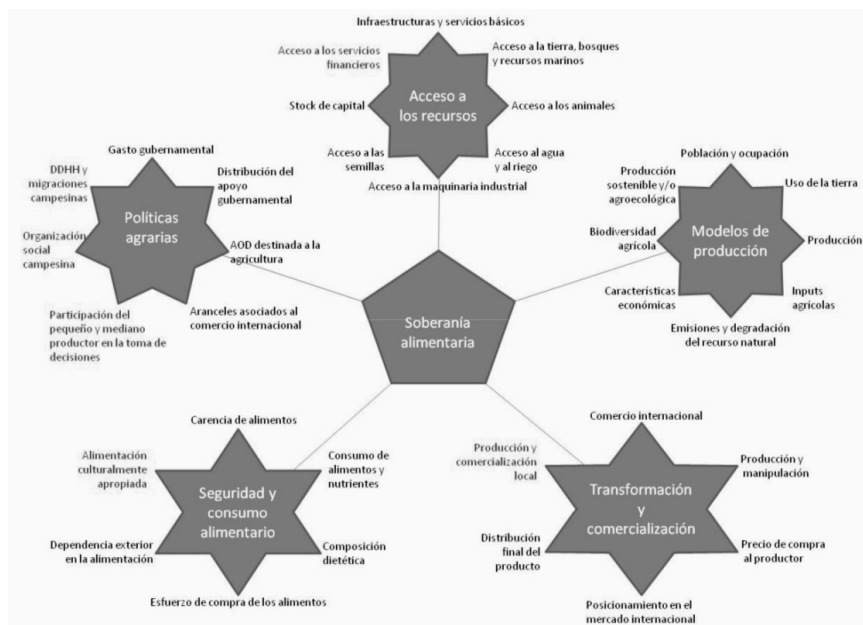 Infraestructuras y servicios básicos
Acceso a los servicios
financieros
Acceso a la tierra, bosques
y recursos marinos
Stock de capital
Acceso a
los recursos
Acceso a los animales
Acceso a las
semillas
Acceso al agua
y al riego
Acceso a la maquinaria industrial
Gasto gubernamental
DDHH y
migraciones
campesinas
Distribución del
apoyo
gubernamental
Políticas
agrarias
Organización
social
campesina
AOD destinada a la
agricultura
Participación del
pequeño y mediano
productor en la toma de
decisiones
Aranceles asociados al
comercio internacional
Población y ocupación
Producción
sostenible y/o
agroecológica
Uso de la tierra
Biodiversidad
agrícola
Modelos de
producción
Producción
Características
económicas
Inputs
agrícolas
Emisiones y degradación
del recurso natural
Soberanía
alimentaria
Carencia de alimentos
Alimentación
culturalmente
apropiada
Consumo de
alimentos y
nutrientes
Seguridad y
consumo
alimentario
Dependencia exterior
en la alimentación
Composición
dietética
Esfuerzo de compra de los alimentos
Comercio internacional
Producción y
comercialización
local
Producción y
manipulación
Transformación
y
comercialización
Distribución
final del
producto
Precio de compra
al productor
Posicionamiento en el
mercado internacional